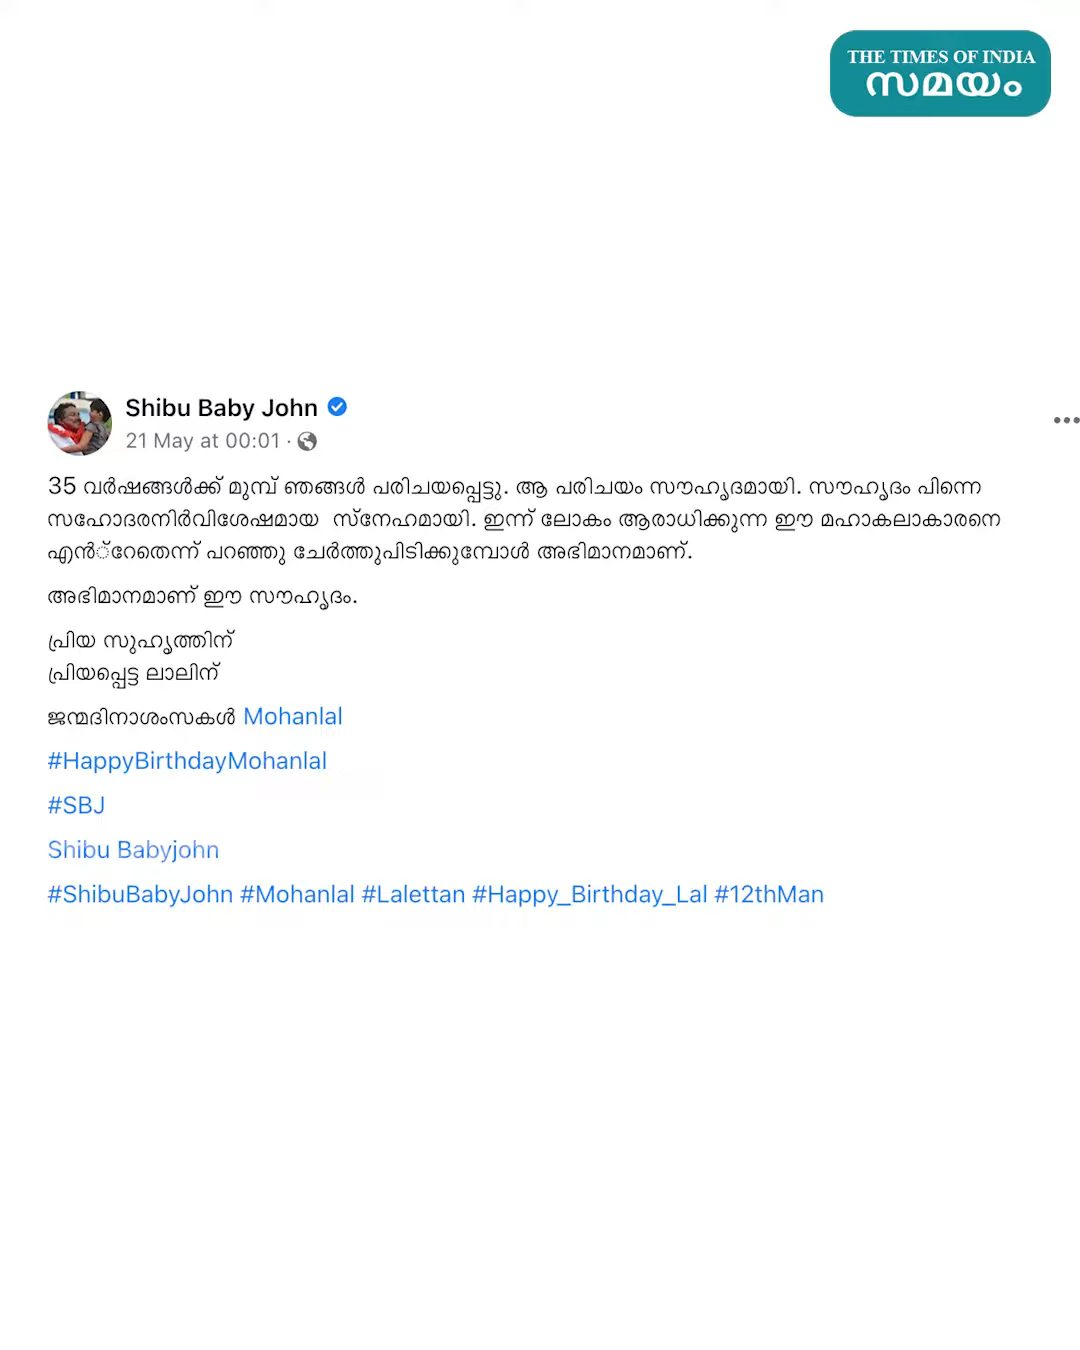 THE TIMES OF INDIA
സമയം
Shibu Baby John
21 May at 00:01 ·
35 വർഷങ്ങൾക്ക് മുമ്പ് ഞങ്ങൾ പരിചയപ്പെട്ടു. ആ പരിചയം സൗഹൃദമായി. സൗഹൃദം പിന്നെ
സഹോദരനിർവിശേഷമായ സ്നേഹമായി. ഇന്ന് ലോകം ആരാധിക്കുന്ന ഈ മഹാകലാകാരനെ
എൻ്റേതെന്ന് പറഞ്ഞു ചേർത്തുപിടിക്കുമ്പോൾ അഭിമാനമാണ്.
അഭിമാനമാണ് ഈ സൗഹൃദം.
പ്രിയ സുഹൃത്തിന്
പ്രിയപ്പെട്ട ലാലിന്
ജന്മദിനാശംസകൾ Mohanlal
#HappyBirthdayMohanlal
#SBJ
Shibu Babyjohn
#ShibuBabyJohn #Mohanlal #Lalettan #Happy_Birthday_Lal #12thMan